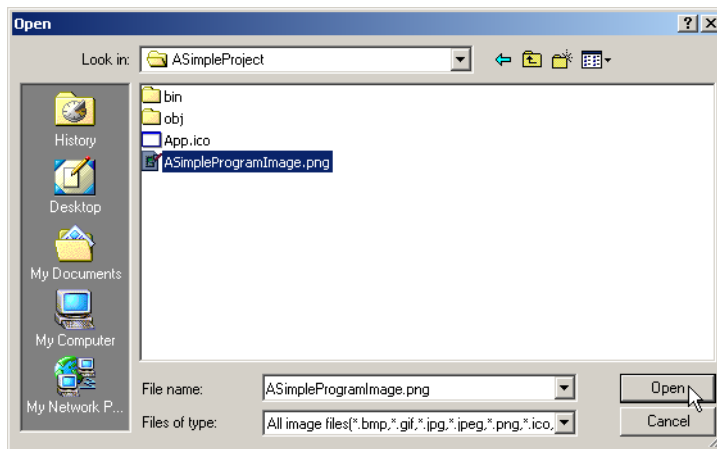 Open
Look in: ASimpleProject
History
Desktop
My Documents
My Computer
My Network P...
bin
obj
App.ico
ASimpleProgramImage.png
File name: ASimpleProgramImage.png Open
Files of type: All image files(*.bmp,*.gif,*.jpg,*.jpeg,*.png,*.ico, Cancel